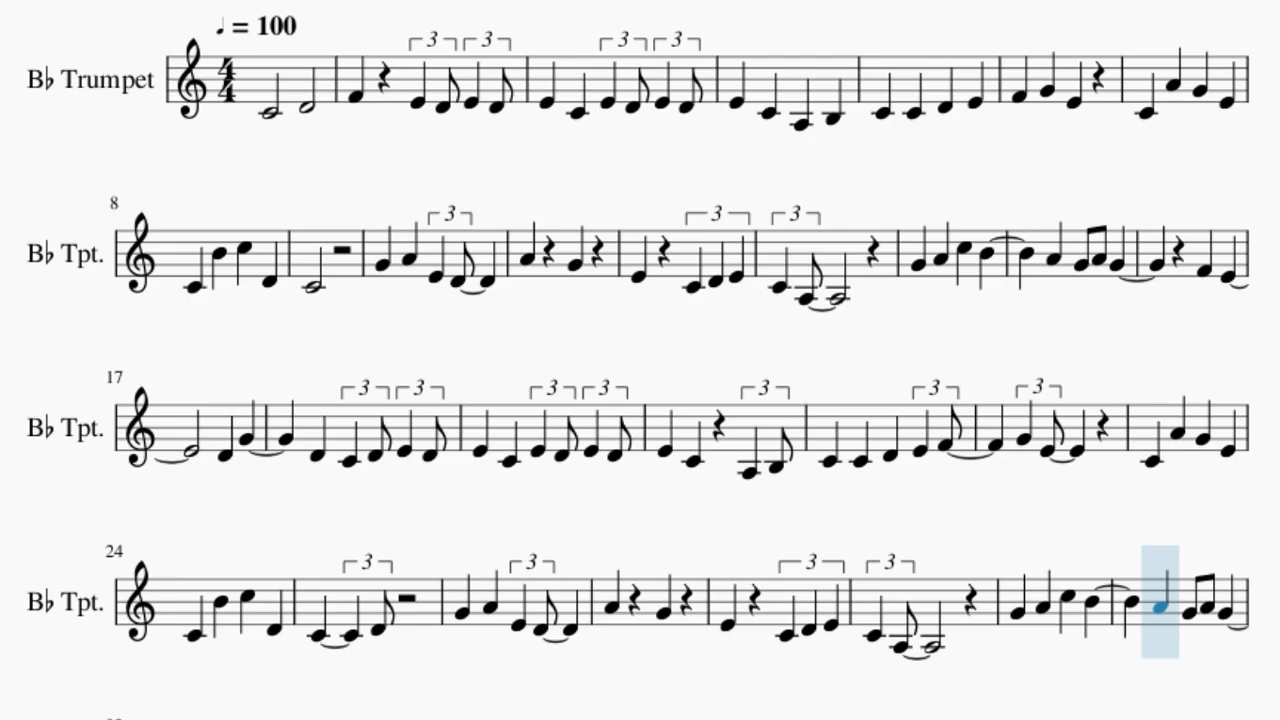 ♩ = 100
3 3 3 3
B♭ Trumpet 4/4
8
3 3 3
B♭ Tpt.
17
3 3 3 3 3 3 3
B♭ Tpt.
24
3 3 3 3
B♭ Tpt.